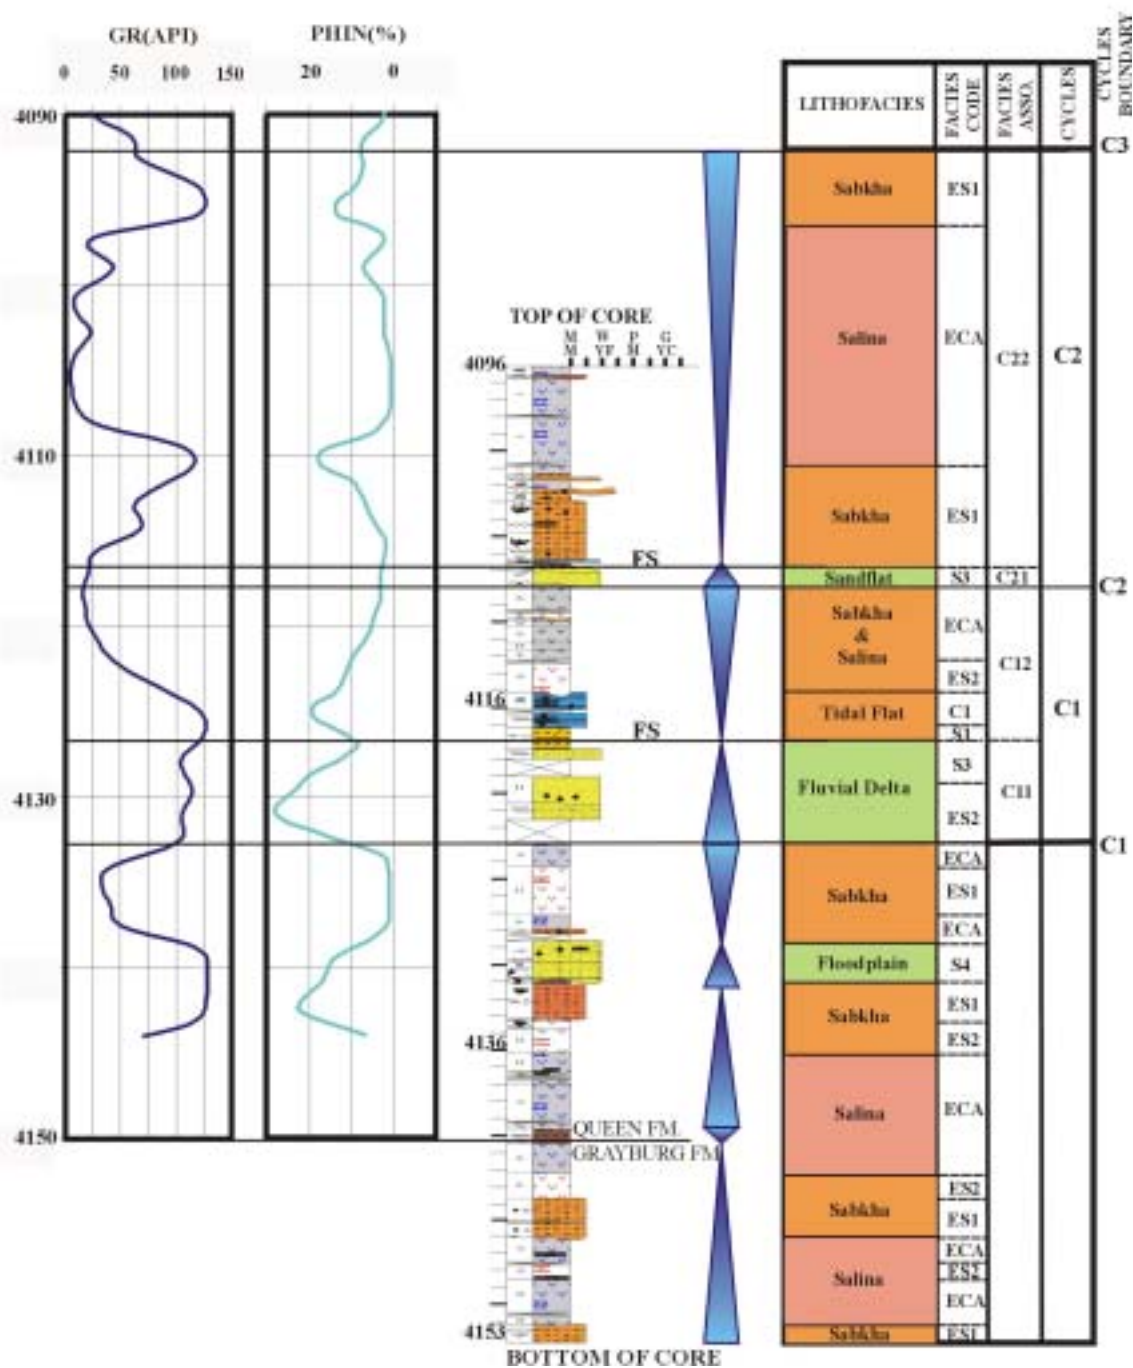 GR(API)
PHIN(%)
0 50 100 150
20 0
4090
4110
4130
4150
TOP OF CORE
M W P G
M YF M YC
4096
4116
4136
4153
FS
FS
QUEEN FM.
GRAYBURG FM
BOTTOM OF CORE
LITHOFACIES
FACIES
CODE
FACIES
ASSO.
CYCLES
CYCLES
BOUNDARY
C3
C2
C1
Sabkha
ES1
Salina
ECA
C22
C2
Sabkha
ES1
Sandflat
S3
C21
Sabkha
&
Salina
ECA
ES2
C12
Tidal Flat
C1
S1
C1
Fluvial Delta
S3
ES2
C11
Sabkha
ECA
ES1
ECA
Floodplain
S4
Sabkha
ES1
ES2
Salina
ECA
Sabkha
ES2
ES1
Salina
ECA
ES2
ECA
Sabkha
ES1